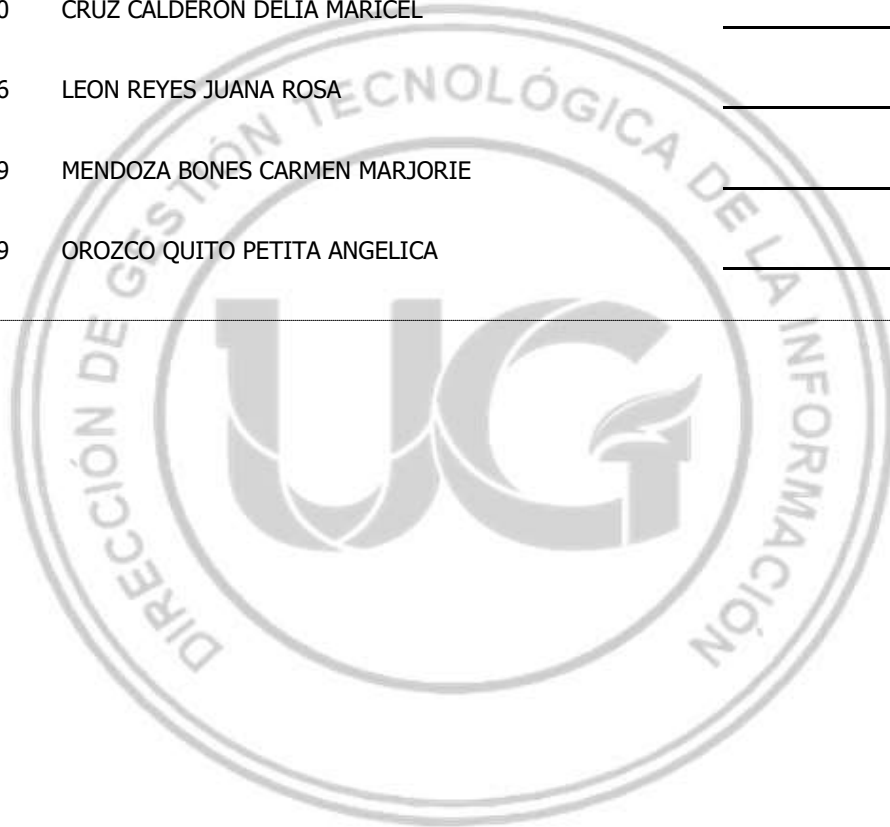 0 CRUZ CALDERON DELIA MARICEL
6 LEON REYES JUANA ROSA
9 MENDOZA BONES CARMEN MARJORIE
9 OROZCO QUITO PETITA ANGELICA
DIRECCIÓN DE GESTIÓN TECNOLÓGICA DE LA INFORMACIÓN
UG